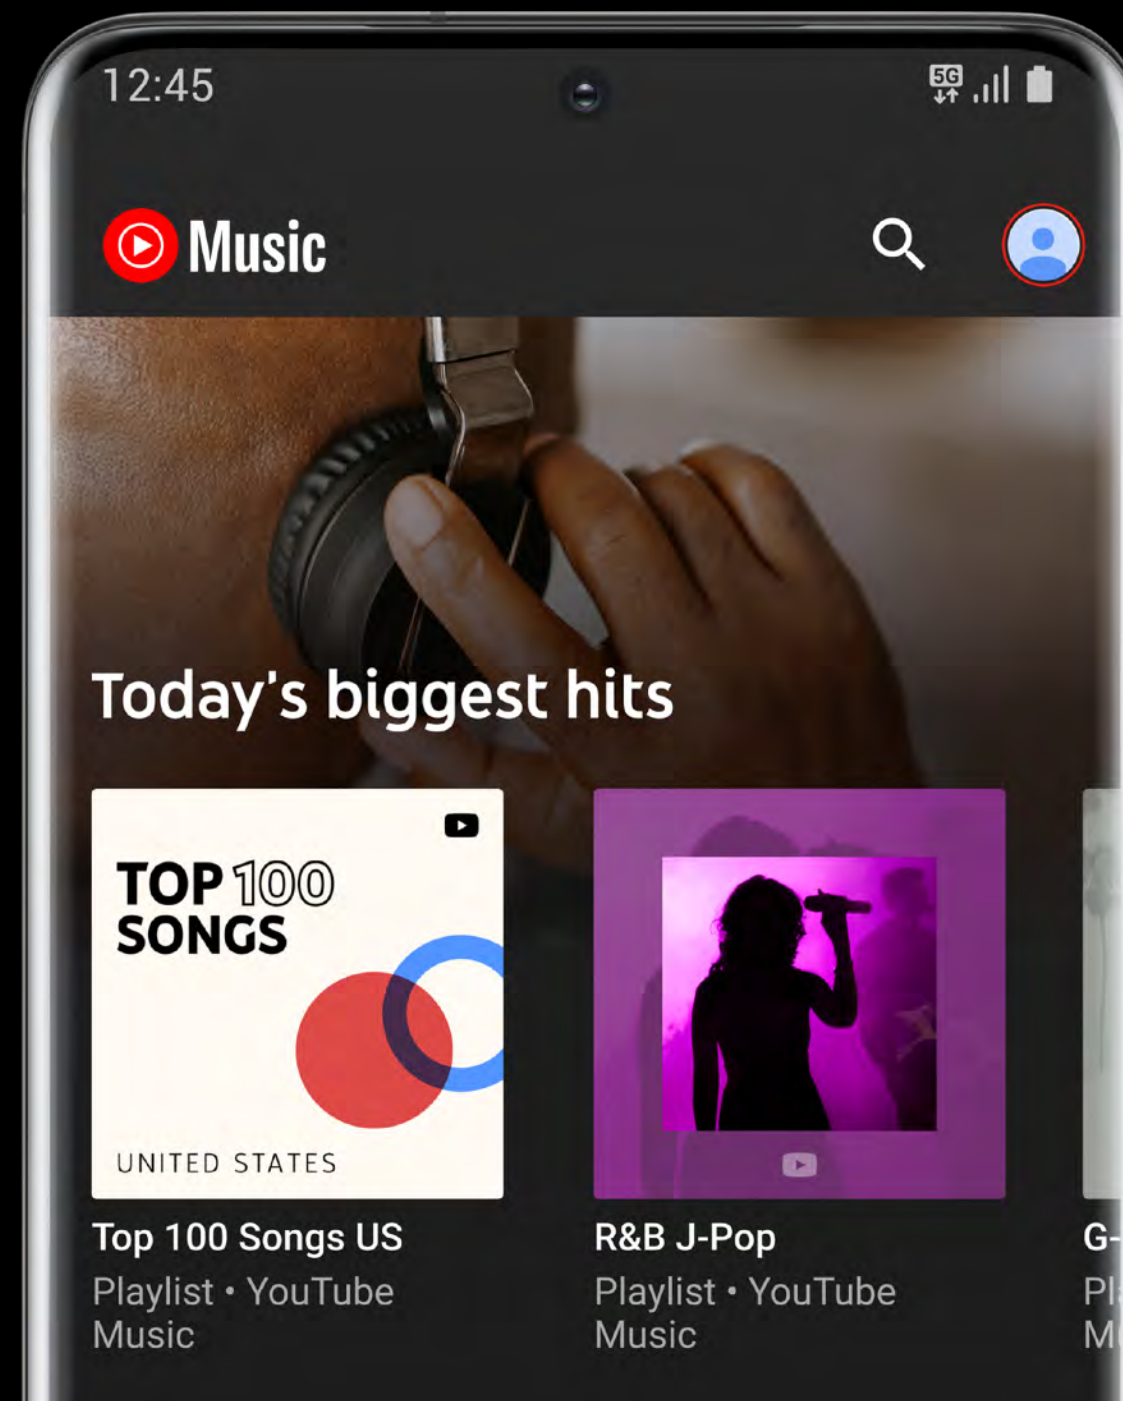 12:45
5G
Music
Today's biggest hits
TOP 100
SONGS
UNITED STATES
Top 100 Songs US
Playlist • YouTube
Music
R&B J-Pop
Playlist • YouTube
Music
G-